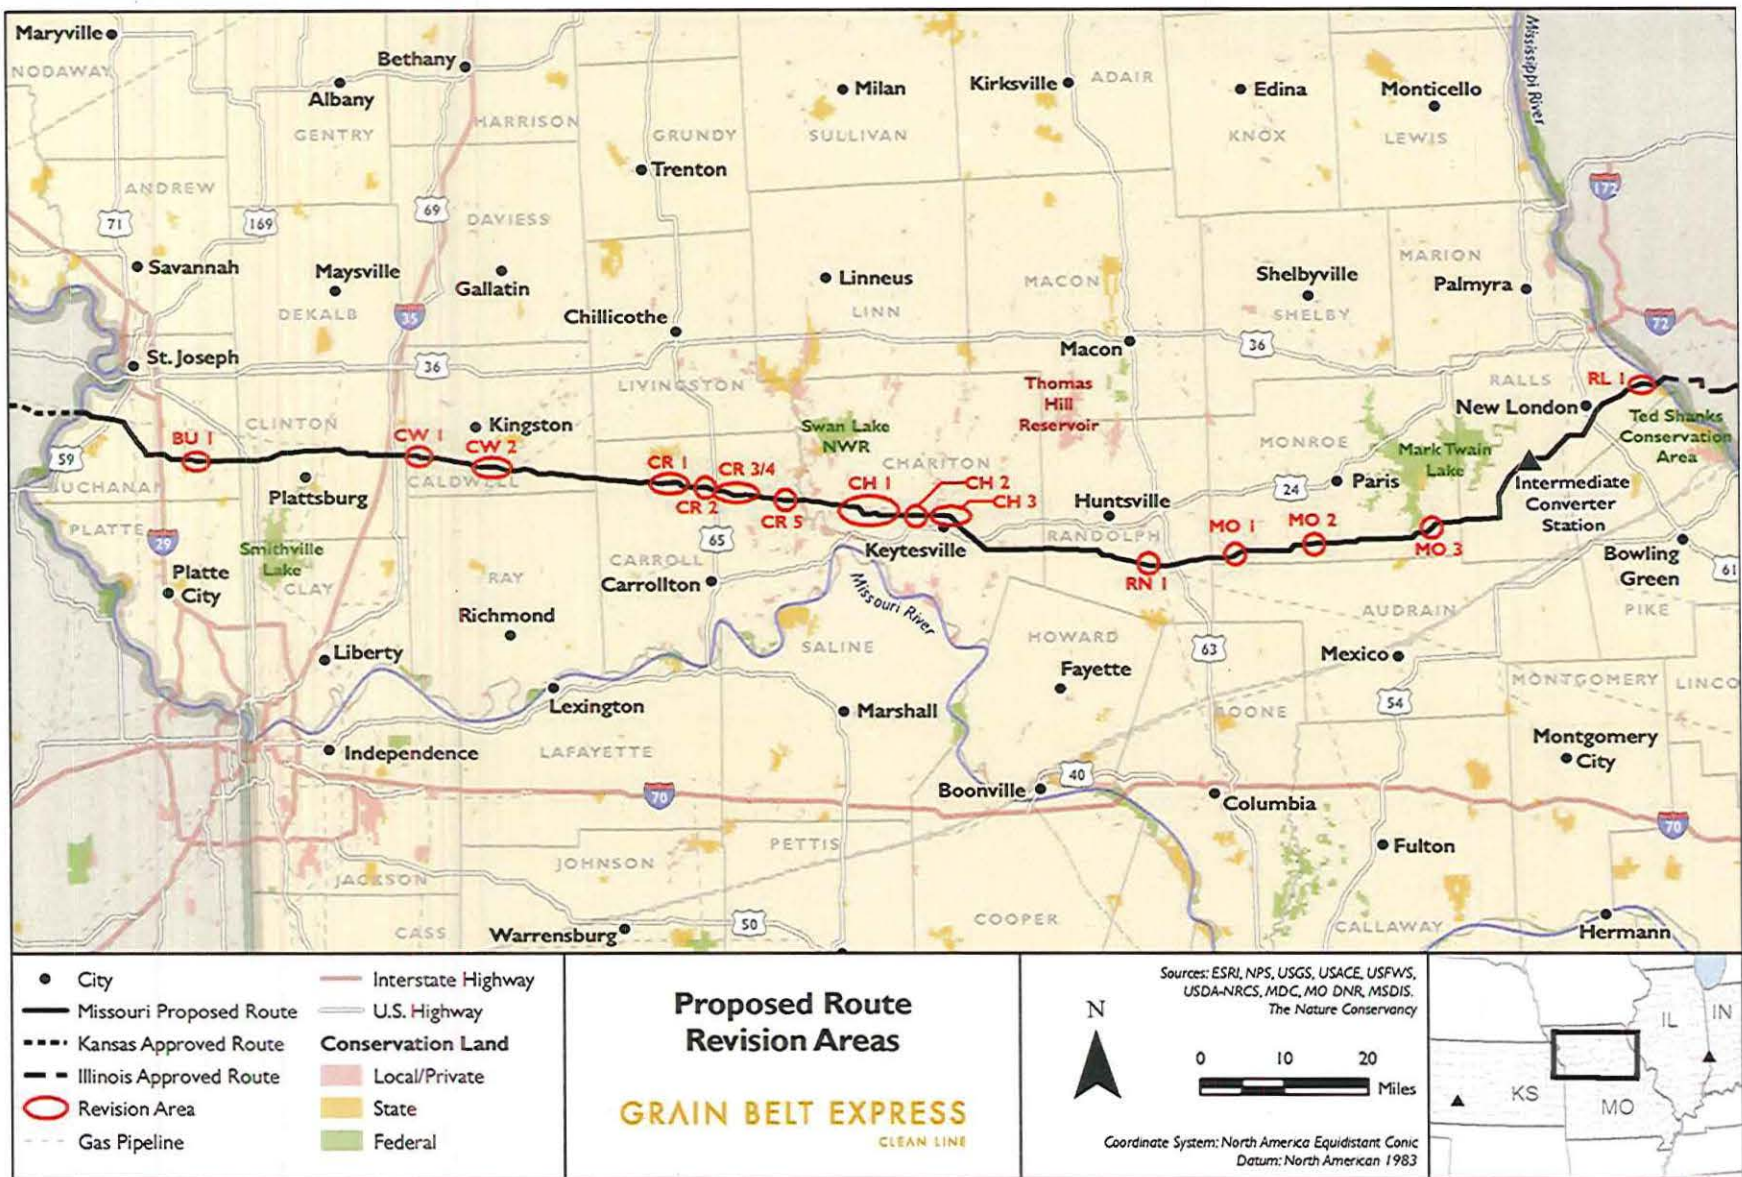 Maryville
NODAWAY
Bethany
Albany
GENTRY
HARRISON
GRUNDY
Milan
SULLIVAN
Kirksville
ADAIR
Edina
KNOX
Monticello
LEWIS
Mississippi River
172
Trenton
ANDREW
71
169
69
DAVIESS
Savannah
Maysville
DEKALB
Gallatin
35
Chillicothe
Linneus
LINN
MACON
Shelbyville
SHELBY
MARION
Palmyra
72
St. Joseph
36
LIVINGSTON
Macon
36
Thomas
Hill
Reservoir
RALLS
RL 1
New London
Ted Shanks
Conservation
Area
CLINTON
BU 1
CW 1
CW 2
Kingston
CALDWELL
Swan Lake
NWR
CHARITON
MONROE
Mark Twain
Lake
59
BUCHANAN
Plattsburg
CR 1
CR 2
CR 3/4
CR 5
CH 1
CH 2
CH 3
Huntsville
24
Paris
Intermediate
Converter
Station
PLATTE
29
Smithville
Lake
65
Keytesville
RANDOLPH
RN 1
MO 1
MO 2
MO 3
Bowling
Green
61
Platte
City
CLAY
RAY
CARROLL
Carrollton
Missouri River
AUDRAIN
PIKE
Richmond
Liberty
SALINE
HOWARD
Fayette
63
Mexico
MONTGOMERY
LINCO
Lexington
Marshall
BOONE
54
Independence
LAFAYETTE
Montgomery
City
70
Boonville
40
Columbia
70
JOHNSON
PETTIS
Fulton
JACKSON
CASS
Warrensburg
50
COOPER
CALLAWAY
Hermann
City
Missouri Proposed Route
Kansas Approved Route
Illinois Approved Route
Revision Area
Gas Pipeline
Interstate Highway
U.S. Highway
Conservation Land
Local/Private
State
Federal
Proposed Route
Revision Areas
GRAIN BELT EXPRESS
CLEAN LINE
N
Sources: ESRI, NPS, USGS, USACE, USFWS,
USDA-NRCS, MDC, MO DNR, MSDIS.
The Nature Conservancy
0 10 20
Miles
Coordinate System: North America Equidistant Conic
Datum: North American 1983
IL
IN
KS
MO